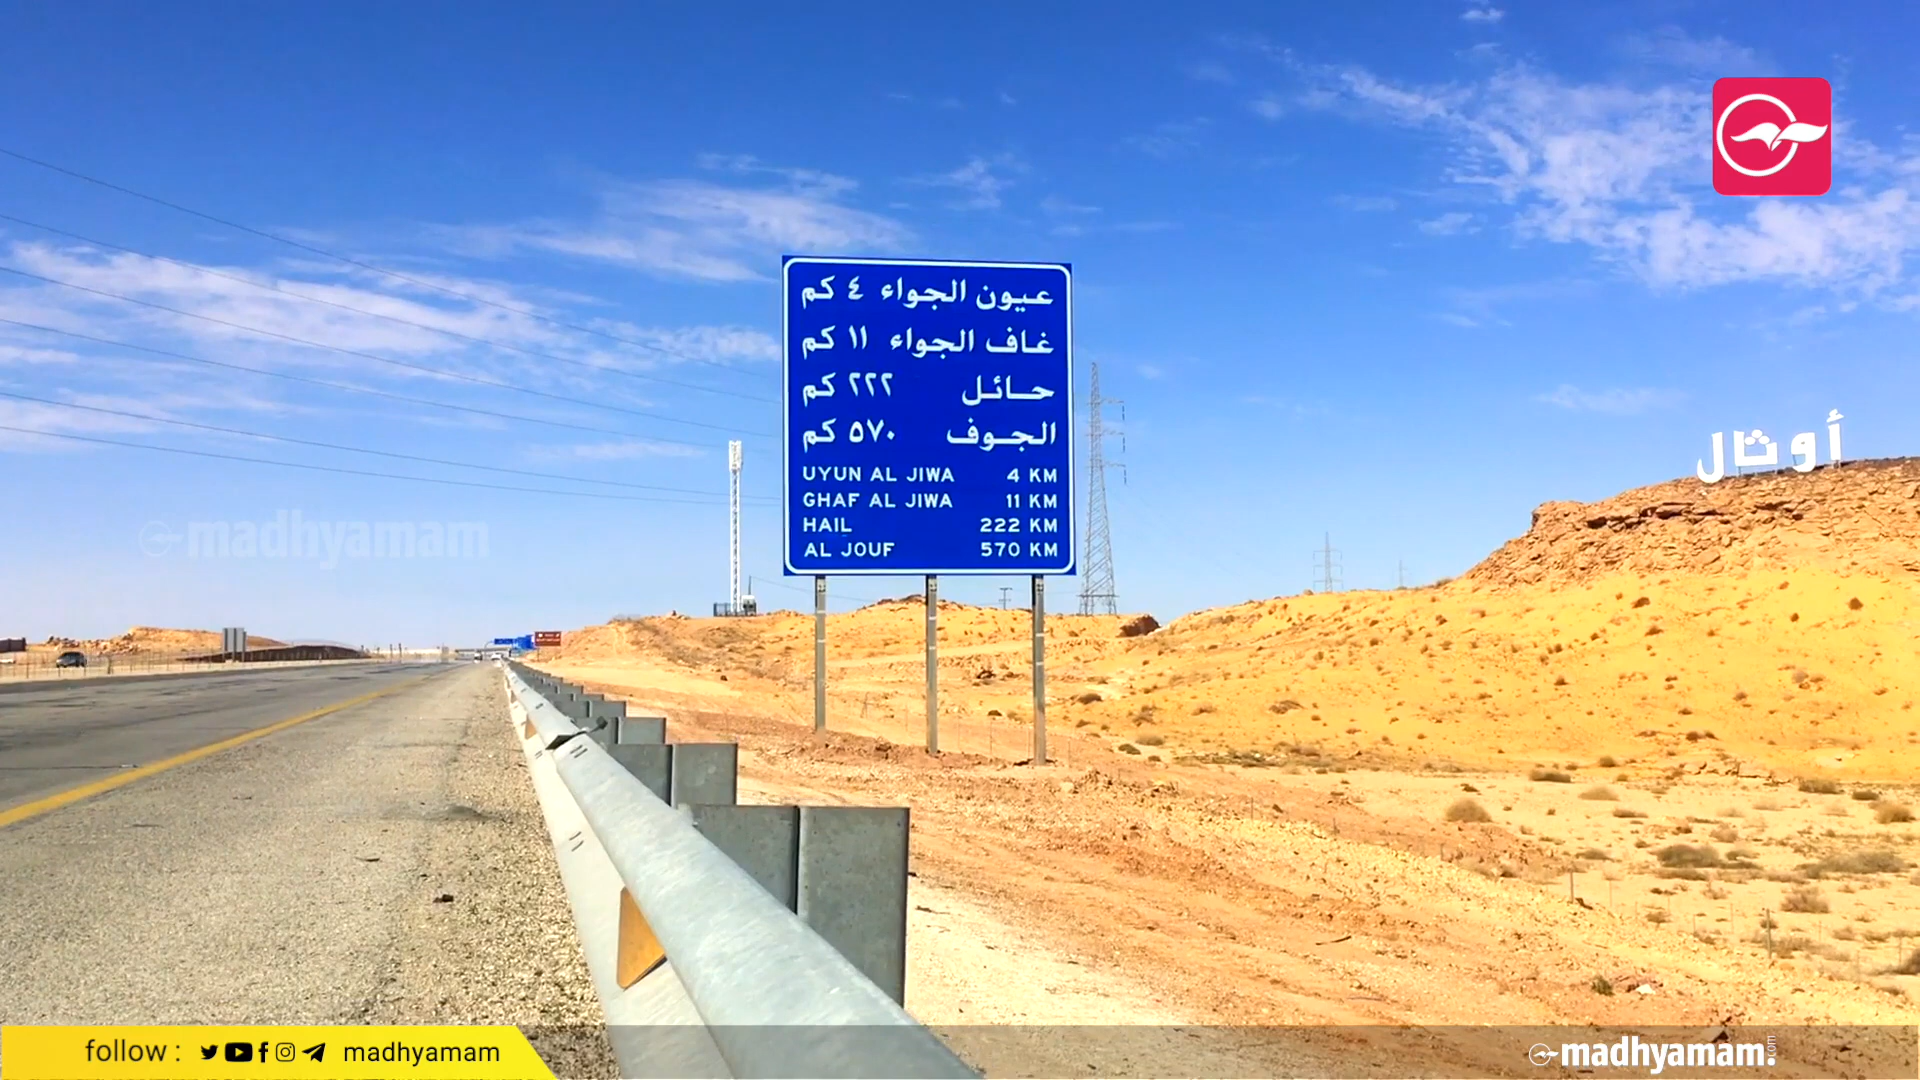 عيون الجواء ٤ كم
غاف الجواء ١١ كم
حائل ٢٢٢ كم
الجوف ٥٧٠ كم
UYUN AL JIWA 4 KM
GHAF AL JIWA 11 KM
HAIL 222 KM
AL JOUF 570 KM
أوثال
madhyamam
follow : madhyamam
madhyamam.com